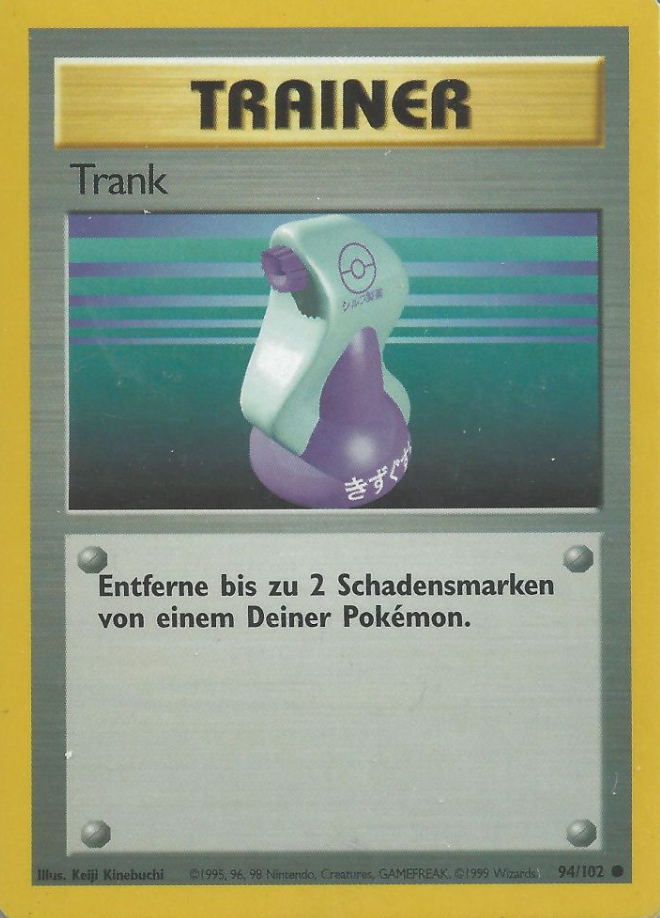 TRAINER
Trank
シルフ製薬
きずぐす
Entferne bis zu 2 Schadensmarken
von einem Deiner Pokémon.
Illus. Keiji Kinebuchi ©1995, 96, 98 Nintendo, Creatures, GAMEFREAK. ©1999 Wizards. 94/102